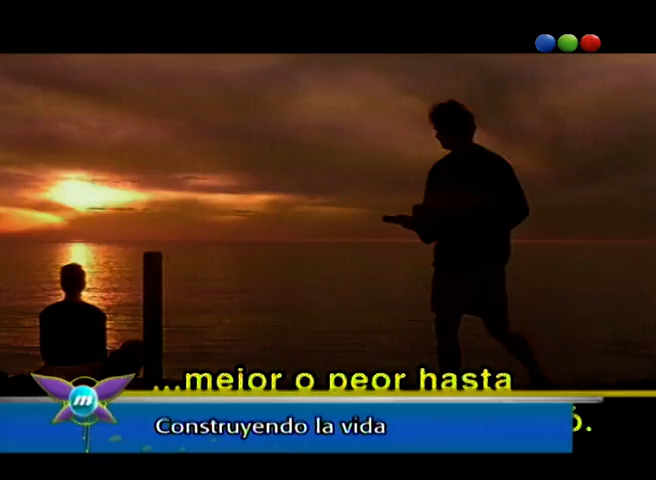 ...mejor o peor hasta
ó.
m
Construyendo la vida